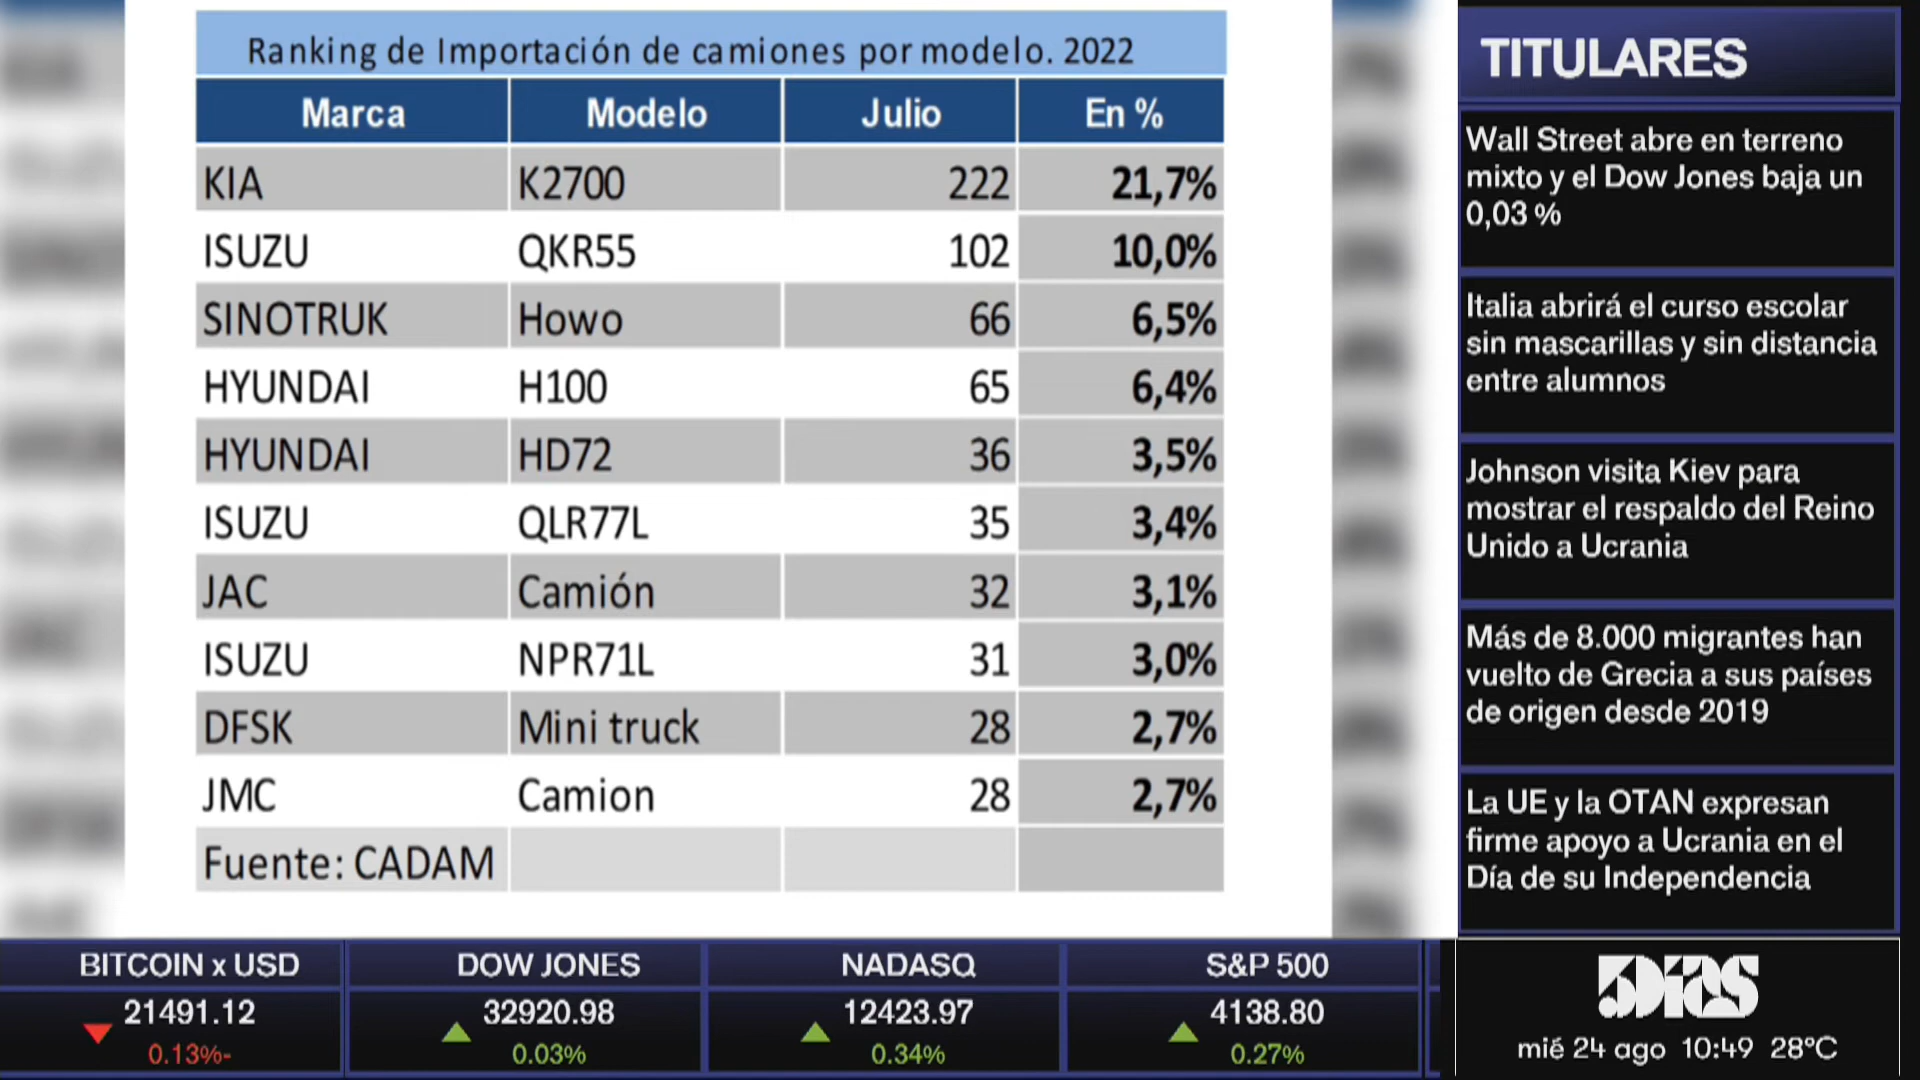 Ranking de Importación de camiones por modelo. 2022
Marca Modelo Julio En %
KIA K2700 222 21,7%
ISUZU QKR55 102 10,0%
SINOTRUK Howo 66 6,5%
HYUNDAI H100 65 6,4%
HYUNDAI HD72 36 3,5%
ISUZU QLR77L 35 3,4%
JAC Camión 32 3,1%
ISUZU NPR71L 31 3,0%
DFSK Mini truck 28 2,7%
JMC Camion 28 2,7%
Fuente: CADAM
TITULARES
Wall Street abre en terreno
mixto y el Dow Jones baja un
0,03 %
Italia abrirá el curso escolar
sin mascarillas y sin distancia
entre alumnos
Johnson visita Kiev para
mostrar el respaldo del Reino
Unido a Ucrania
Más de 8.000 migrantes han
vuelto de Grecia a sus países
de origen desde 2019
La UE y la OTAN expresan
firme apoyo a Ucrania en el
Día de su Independencia
BITCOIN x USD DOW JONES NADASQ S&P 500
21491.12 32920.98 12423.97 4138.80
0.13%- 0.03% 0.34% 0.27%
5DÍAS
mié 24 ago 10:49 28°C